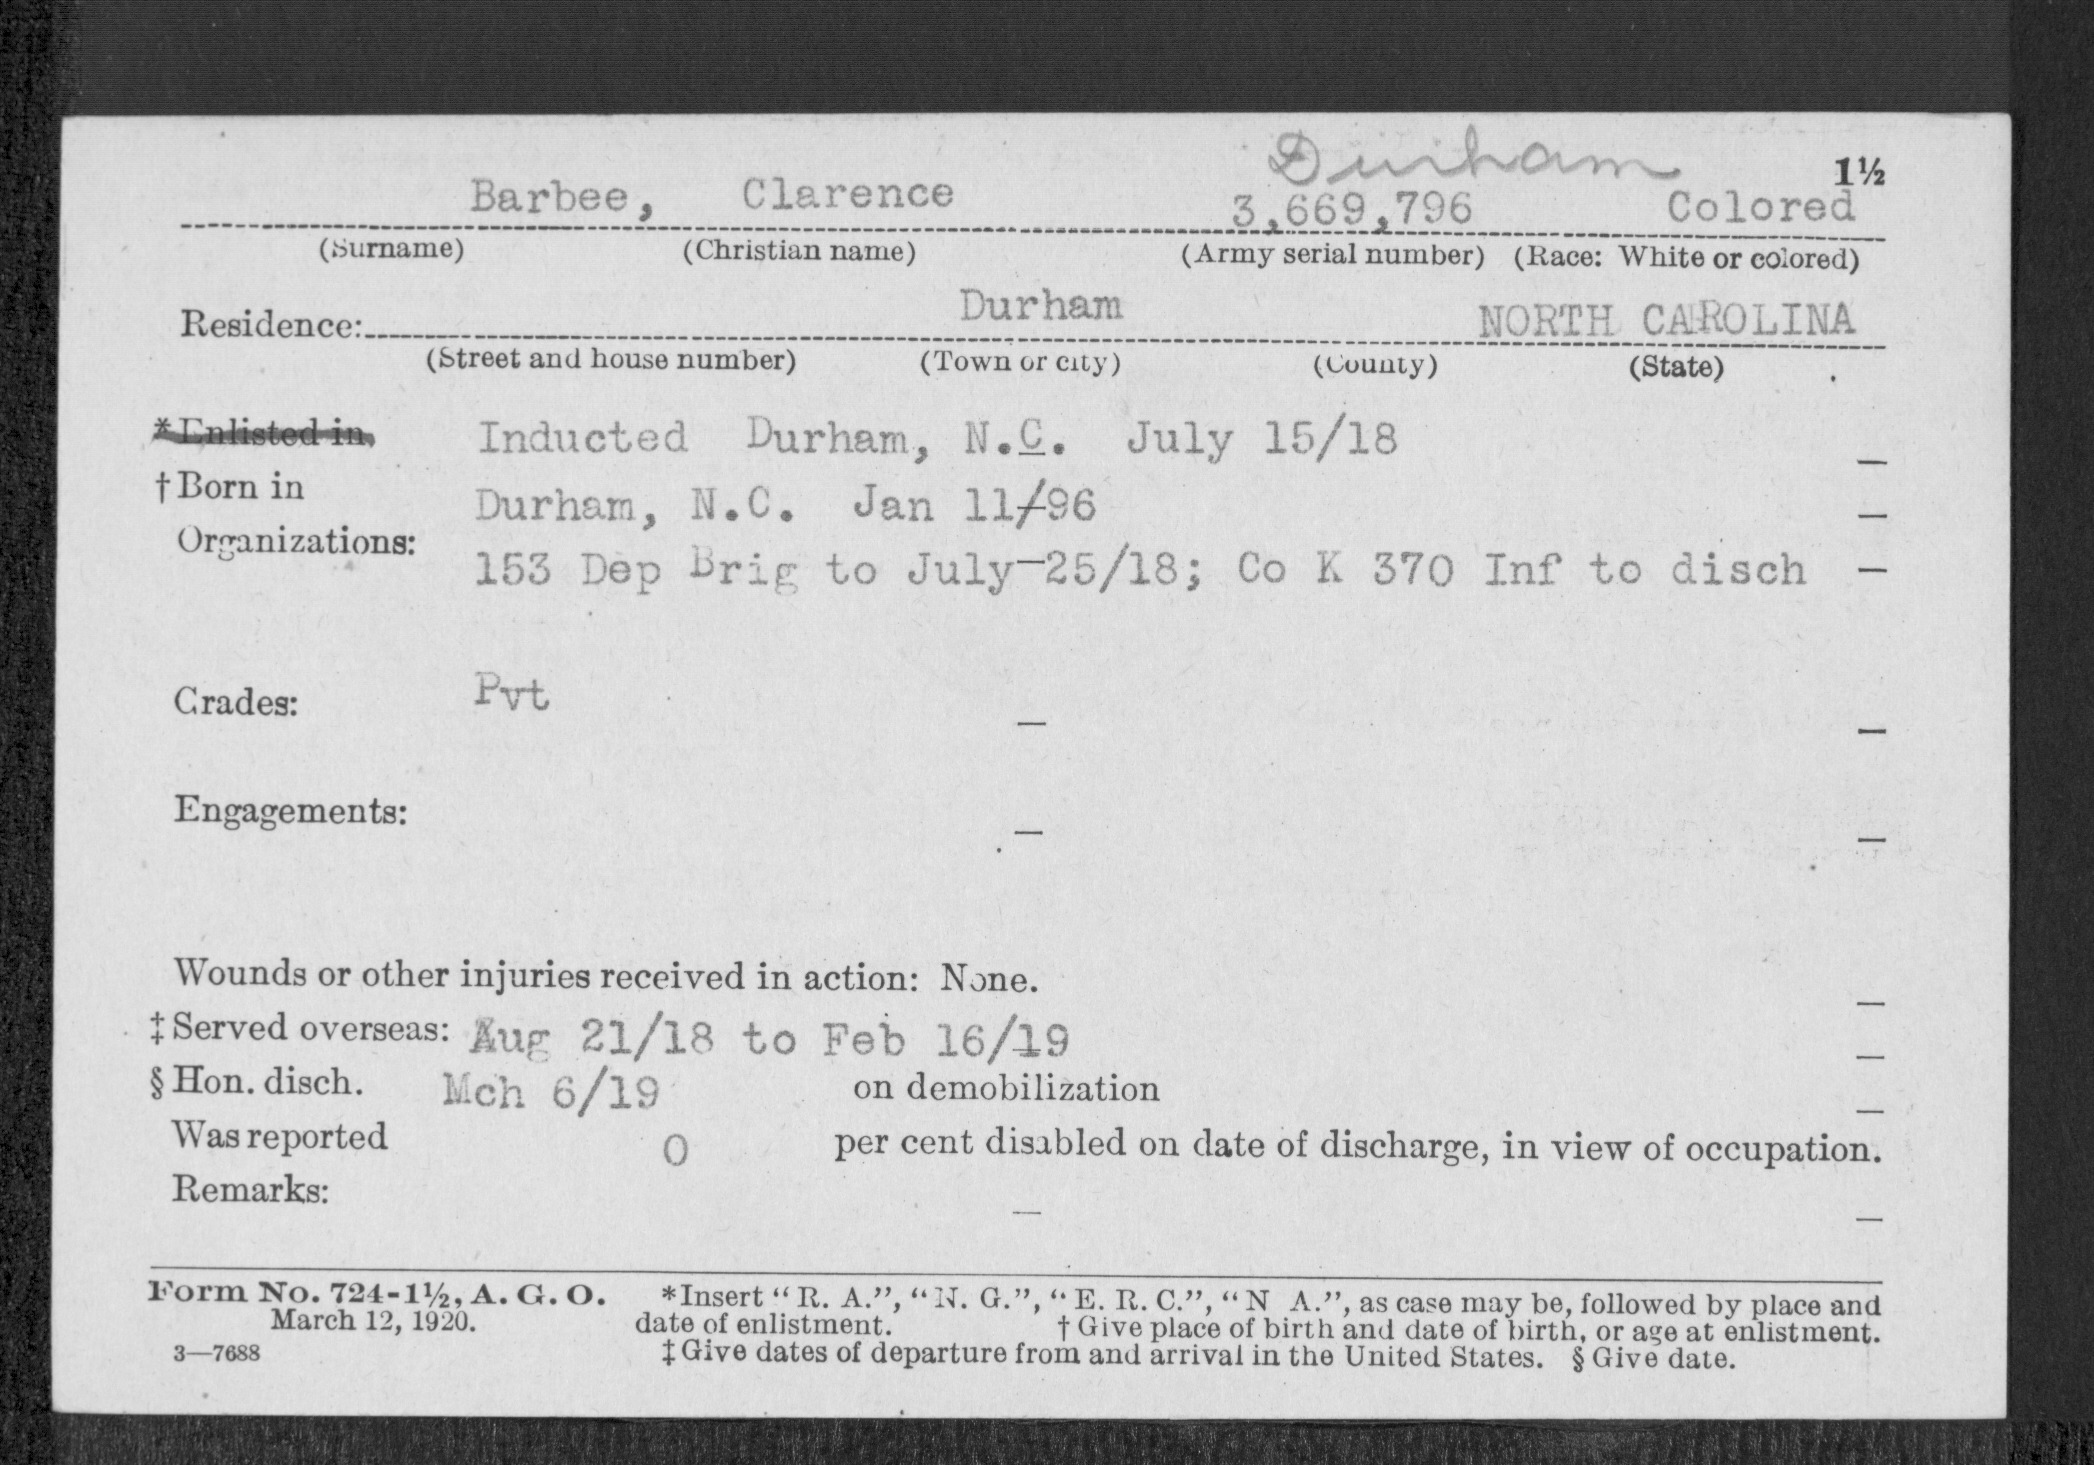 Durham
1½
Barbee, Clarence 3,669,796 Colored
(Surname) (Christian name) (Army serial number) (Race: White or colored)
Residence: Durham NORTH CAROLINA
(Street and house number) (Town or city) (County) (State)
*Enlisted in Inducted Durham, N.C. July 15/18
†Born in Durham, N.C. Jan 11/96
Organizations: 153 Dep Brig to July-25/18; Co K 370 Inf to disch
Grades: Pvt
Engagements:
Wounds or other injuries received in action: None.
‡Served overseas: Aug 21/18 to Feb 16/19
§Hon. disch. Mch 6/19 on demobilization
Was reported 0 per cent disabled on date of discharge, in view of occupation.
Remarks:
Form No. 724-1½, A. G. O. *Insert "R. A.", "N. G.", "E. R. C.", "N A.", as case may be, followed by place and
March 12, 1920. date of enlistment. †Give place of birth and date of birth, or age at enlistment.
3—7688 ‡Give dates of departure from and arrival in the United States. §Give date.